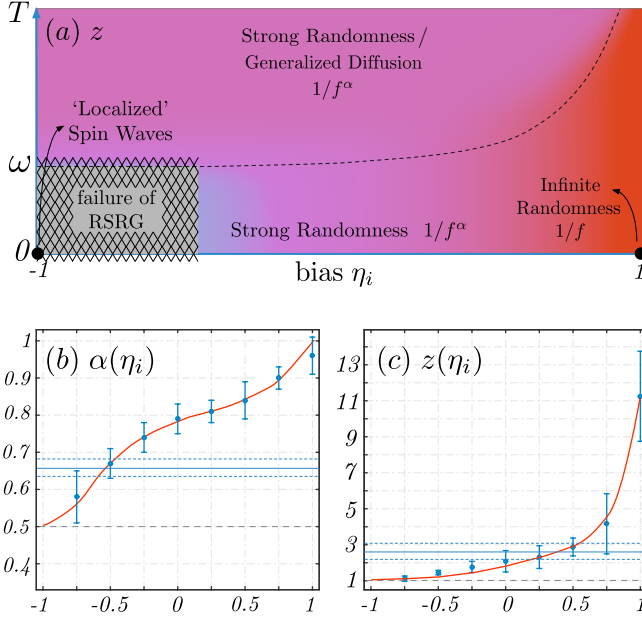 T
(a) z
Strong Randomness/
Generalized Diffusion
1/f^α
'Localized'
Spin Waves
ω
failure of
RSRG
Strong Randomness 1/f^α
Infinite
Randomness
1/f
0
-1
bias η_i
1
(b) α(η_i)
1
0.9
0.8
0.7
0.6
0.5
0.4
-1
-0.5
0
0.5
1
(c) z(η_i)
13
11
9
7
5
3
1
-1
-0.5
0
0.5
1